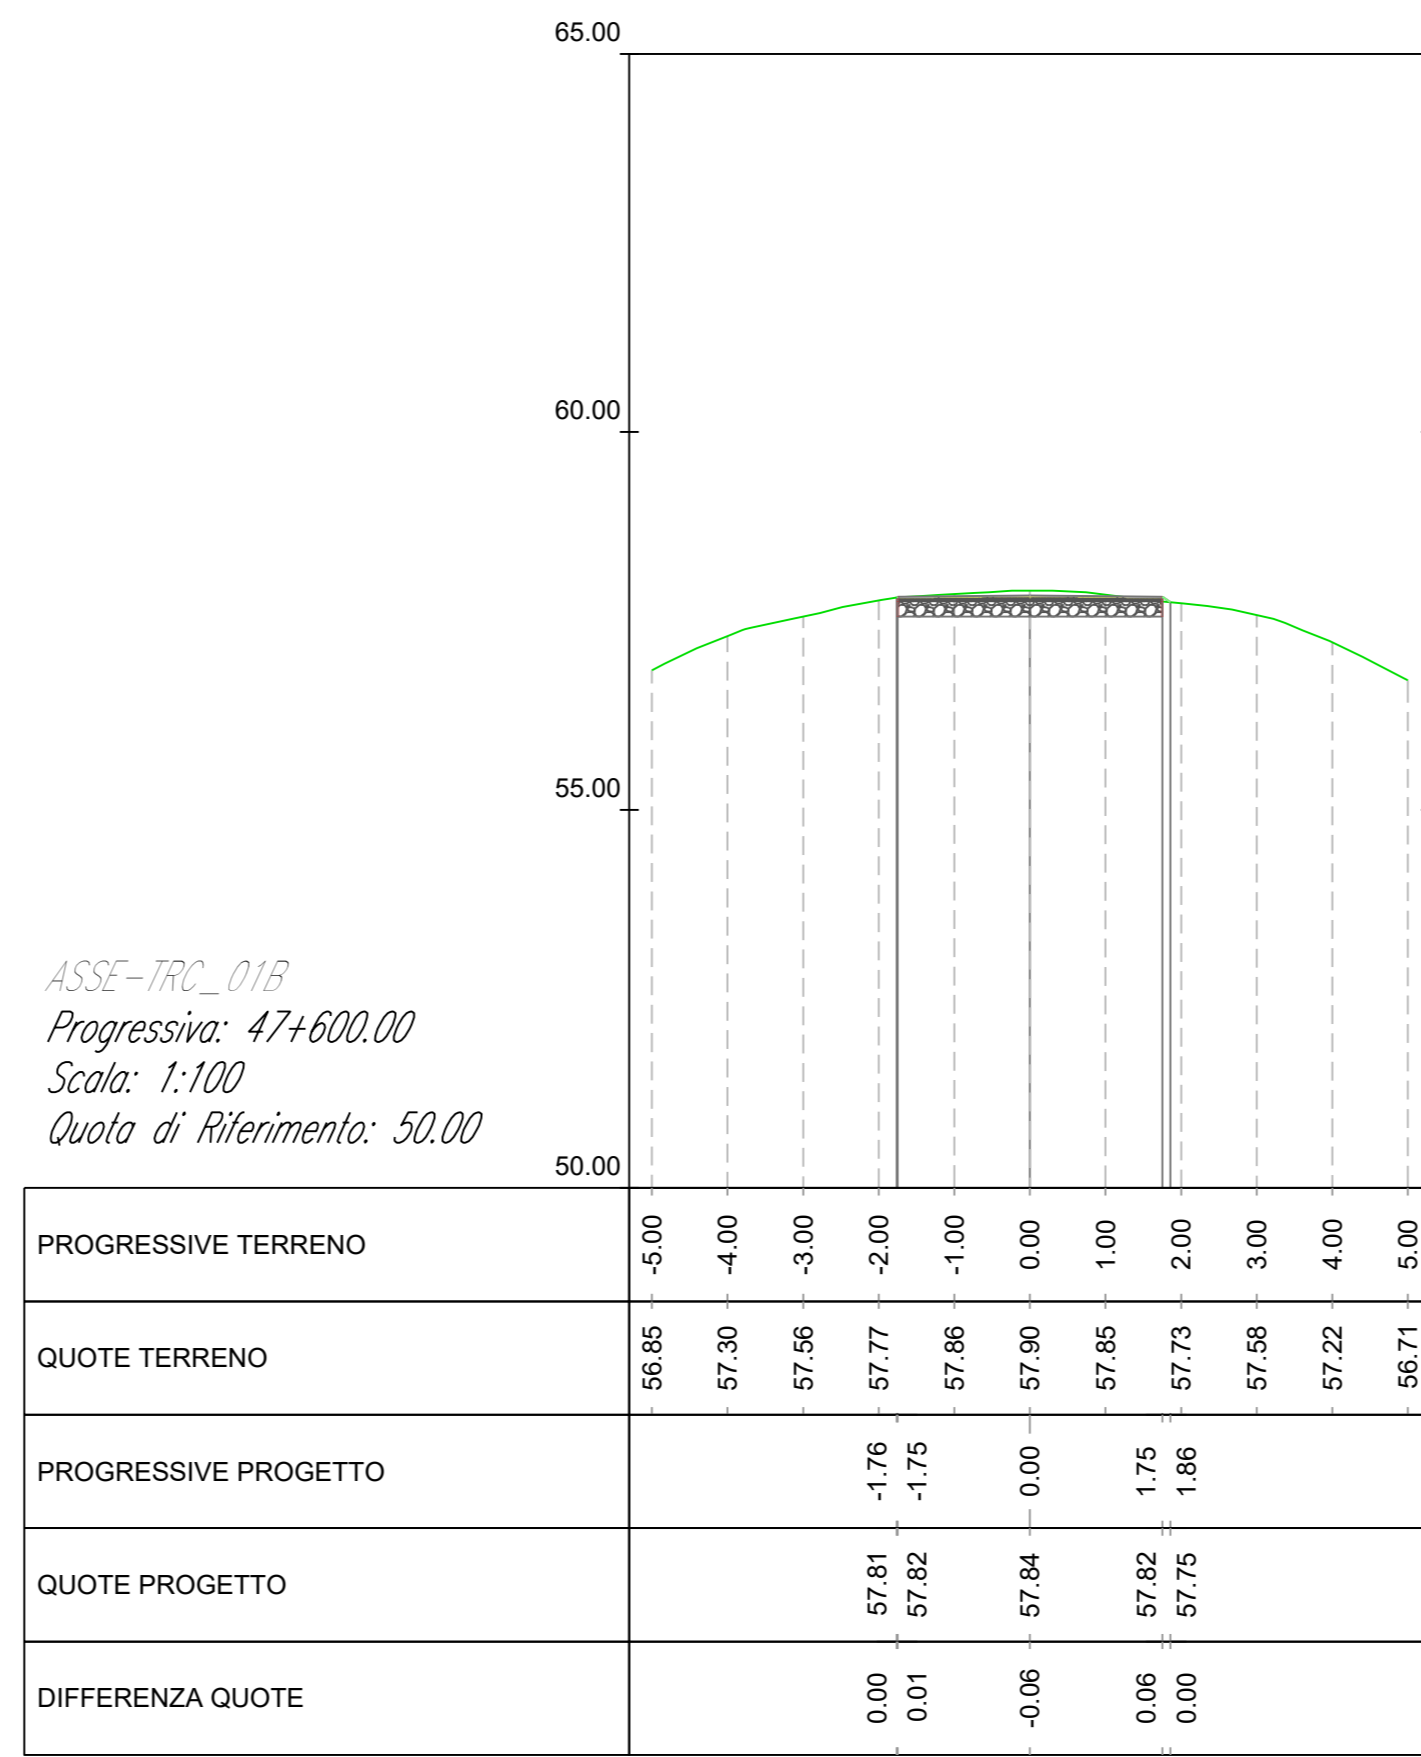 65.00
60.00
55.00
ASSE-TRC_01B
Progressiva: 47+600.00
Scala: 1:100
Quota di Riferimento: 50.00
50.00
PROGRESSIVE TERRENO -5.00 -4.00 -3.00 -2.00 -1.00 0.00 1.00 2.00 3.00 4.00 5.00
QUOTE TERRENO 56.85 57.30 57.56 57.77 57.86 57.90 57.85 57.73 57.58 57.22 56.71
PROGRESSIVE PROGETTO -1.76 -1.75 0.00 1.75 1.86
QUOTE PROGETTO 57.81 57.82 57.84 57.82 57.75
DIFFERENZA QUOTE 0.00 0.01 -0.06 0.06 0.00